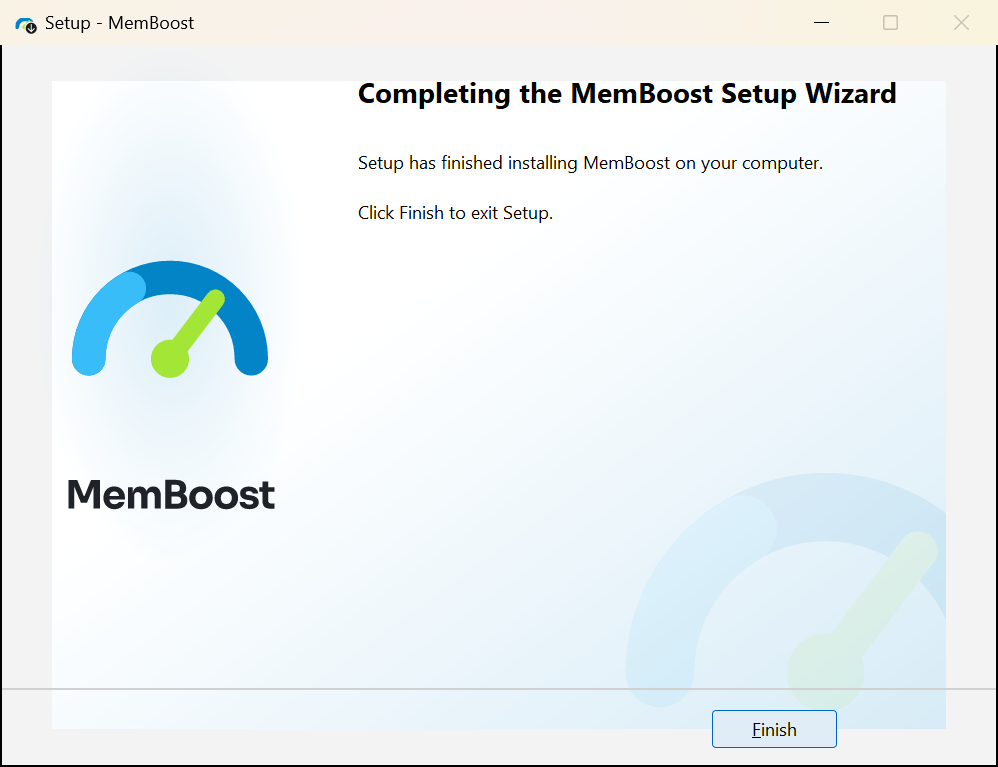 Setup - MemBoost
Completing the MemBoost Setup Wizard
Setup has finished installing MemBoost on your computer.
Click Finish to exit Setup.
MemBoost
Finish